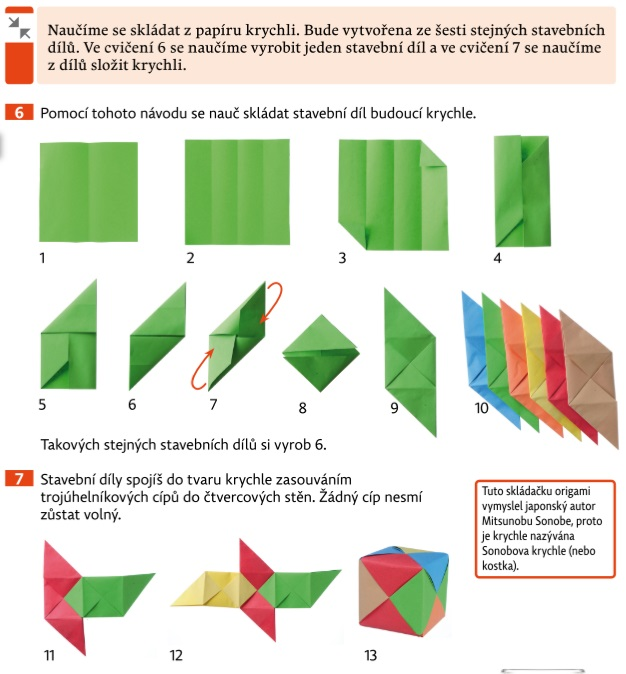 Naučíme se skládat z papíru krychli. Bude vytvořena ze šesti stejných stavebních
dílů. Ve cvičení 6 se naučíme vyrobit jeden stavební díl a ve cvičení 7 se naučíme
z dílů složit krychli.
6 Pomocí tohoto návodu se nauč skládat stavební díl budoucí krychle.
1 2 3 4
5 6 7 8 9 10
Takových stejných stavebních dílů si vyrob 6.
7 Stavební díly spojíš do tvaru krychle zasouváním
trojúhelníkových cípů do čtvercových stěn. Žádný cíp nesmí
zůstat volný.
Tuto skládačku origami
vymyslel japonský autor
Mitsunobu Sonobe, proto
je krychle nazývána
Sonobova krychle (nebo
kostka).
11 12 13